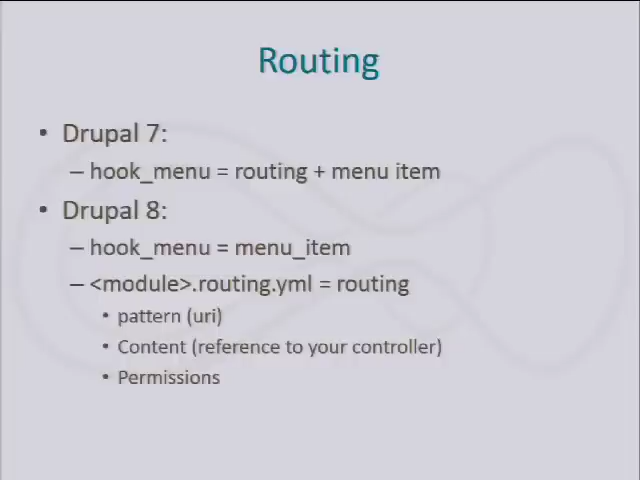 Routing
• Drupal 7:
– hook_menu = routing + menu item
• Drupal 8:
– hook_menu = menu_item
– <module>.routing.yml = routing
• pattern (uri)
• Content (reference to your controller)
• Permissions